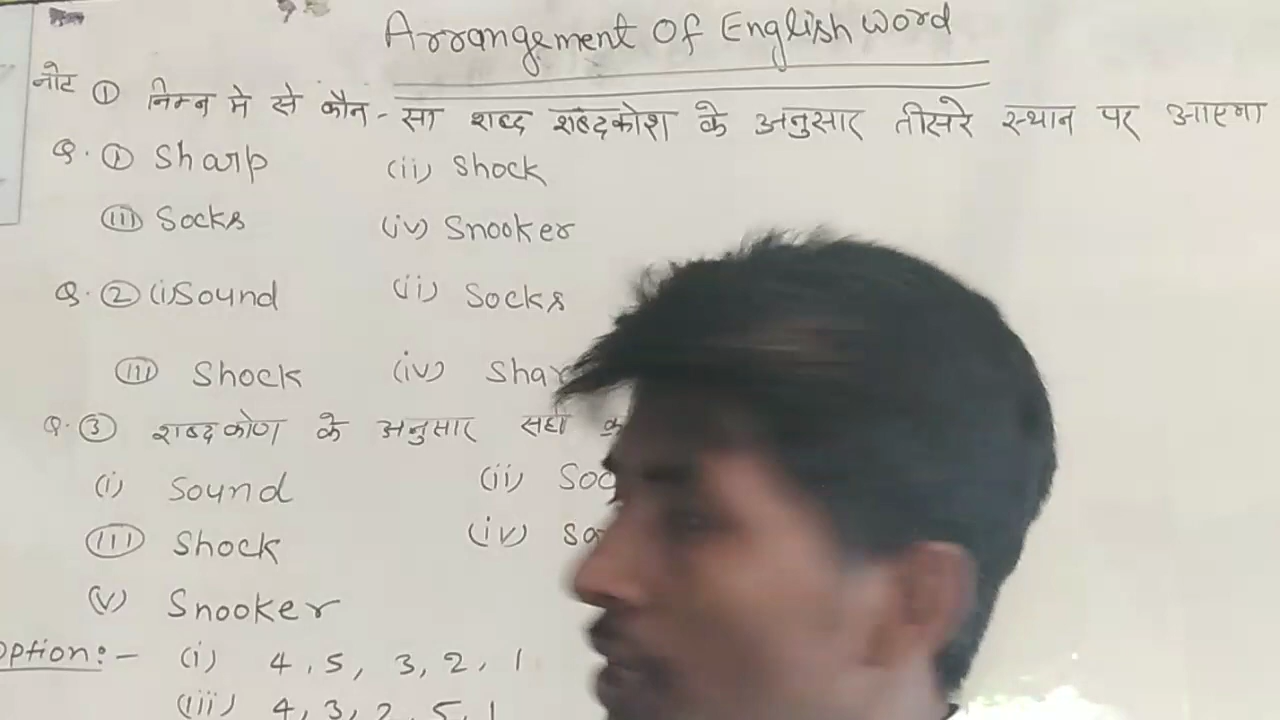 Arrangement Of English Word
नोट ① निम्न मे से कौन - सा शब्द शब्दकोश के अनुसार तीसरे स्थान पर आएगा
Q. ① Sharp (ii) Shock
(iii) Socks (iv) Snooker
Q. ② (i) Sound (ii) Socks
(iii) Shock (iv)
Q. ③ शब्दकोश के अनुसार सही
(i) Sound (ii)
(iii) Shock (iv)
(v) Snooker
Option:- (i) 4, 5, 3, 2, 1
(iii) 4, 3, 2, 5, 1